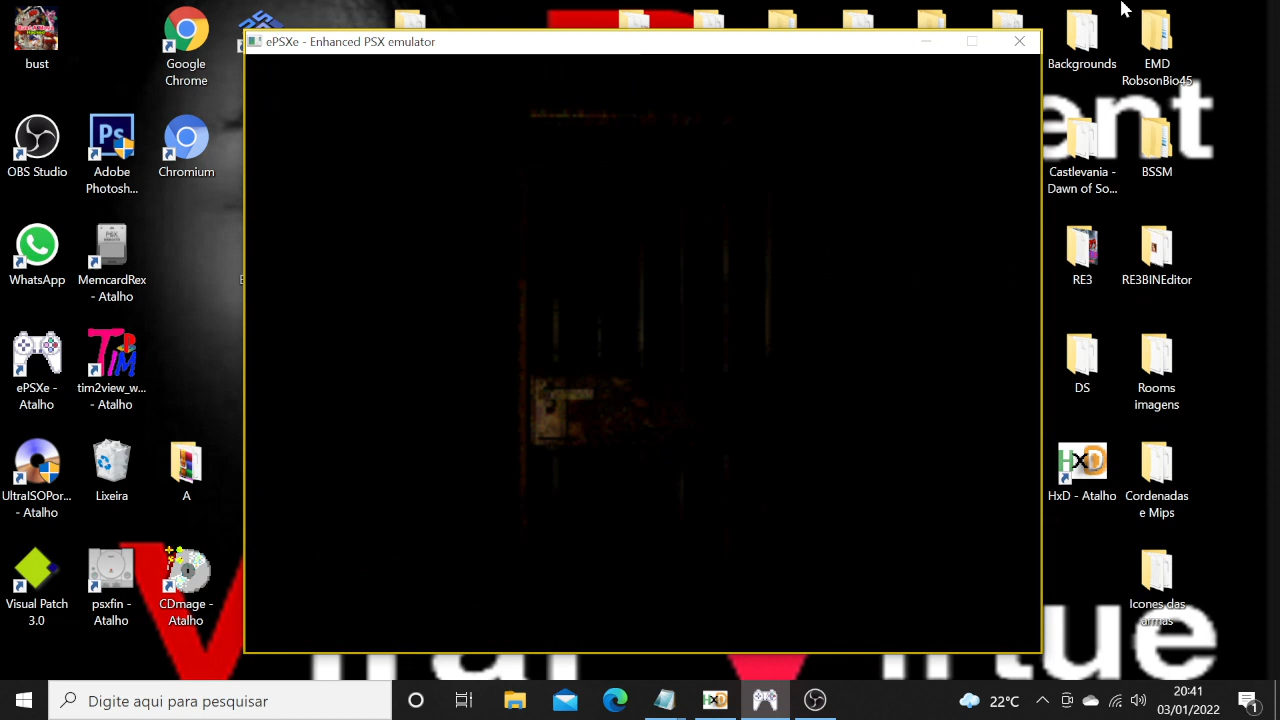 bust
Google
Chrome
ePSXe - Enhanced PSX emulator
Backgrounds
EMD
RobsonBio45
OBS Studio
Adobe
Photosh...
Chromium
ent
Castlevania -
Dawn of So...
BSSM
WhatsApp
MemcardRex
- Atalho
RE3
RE3BINEditor
ePSXe -
Atalho
tim2view_w...
- Atalho
DS
Rooms
imagens
UltraISOPor...
- Atalho
Lixeira
A
HxD - Atalho
Cordenadas
e Mips
Visual Patch
3.0
psxfin -
Atalho
CDmage -
Atalho
Icones das
armas
tue
Digite aqui para pesquisar
22°C
20:41
03/01/2022